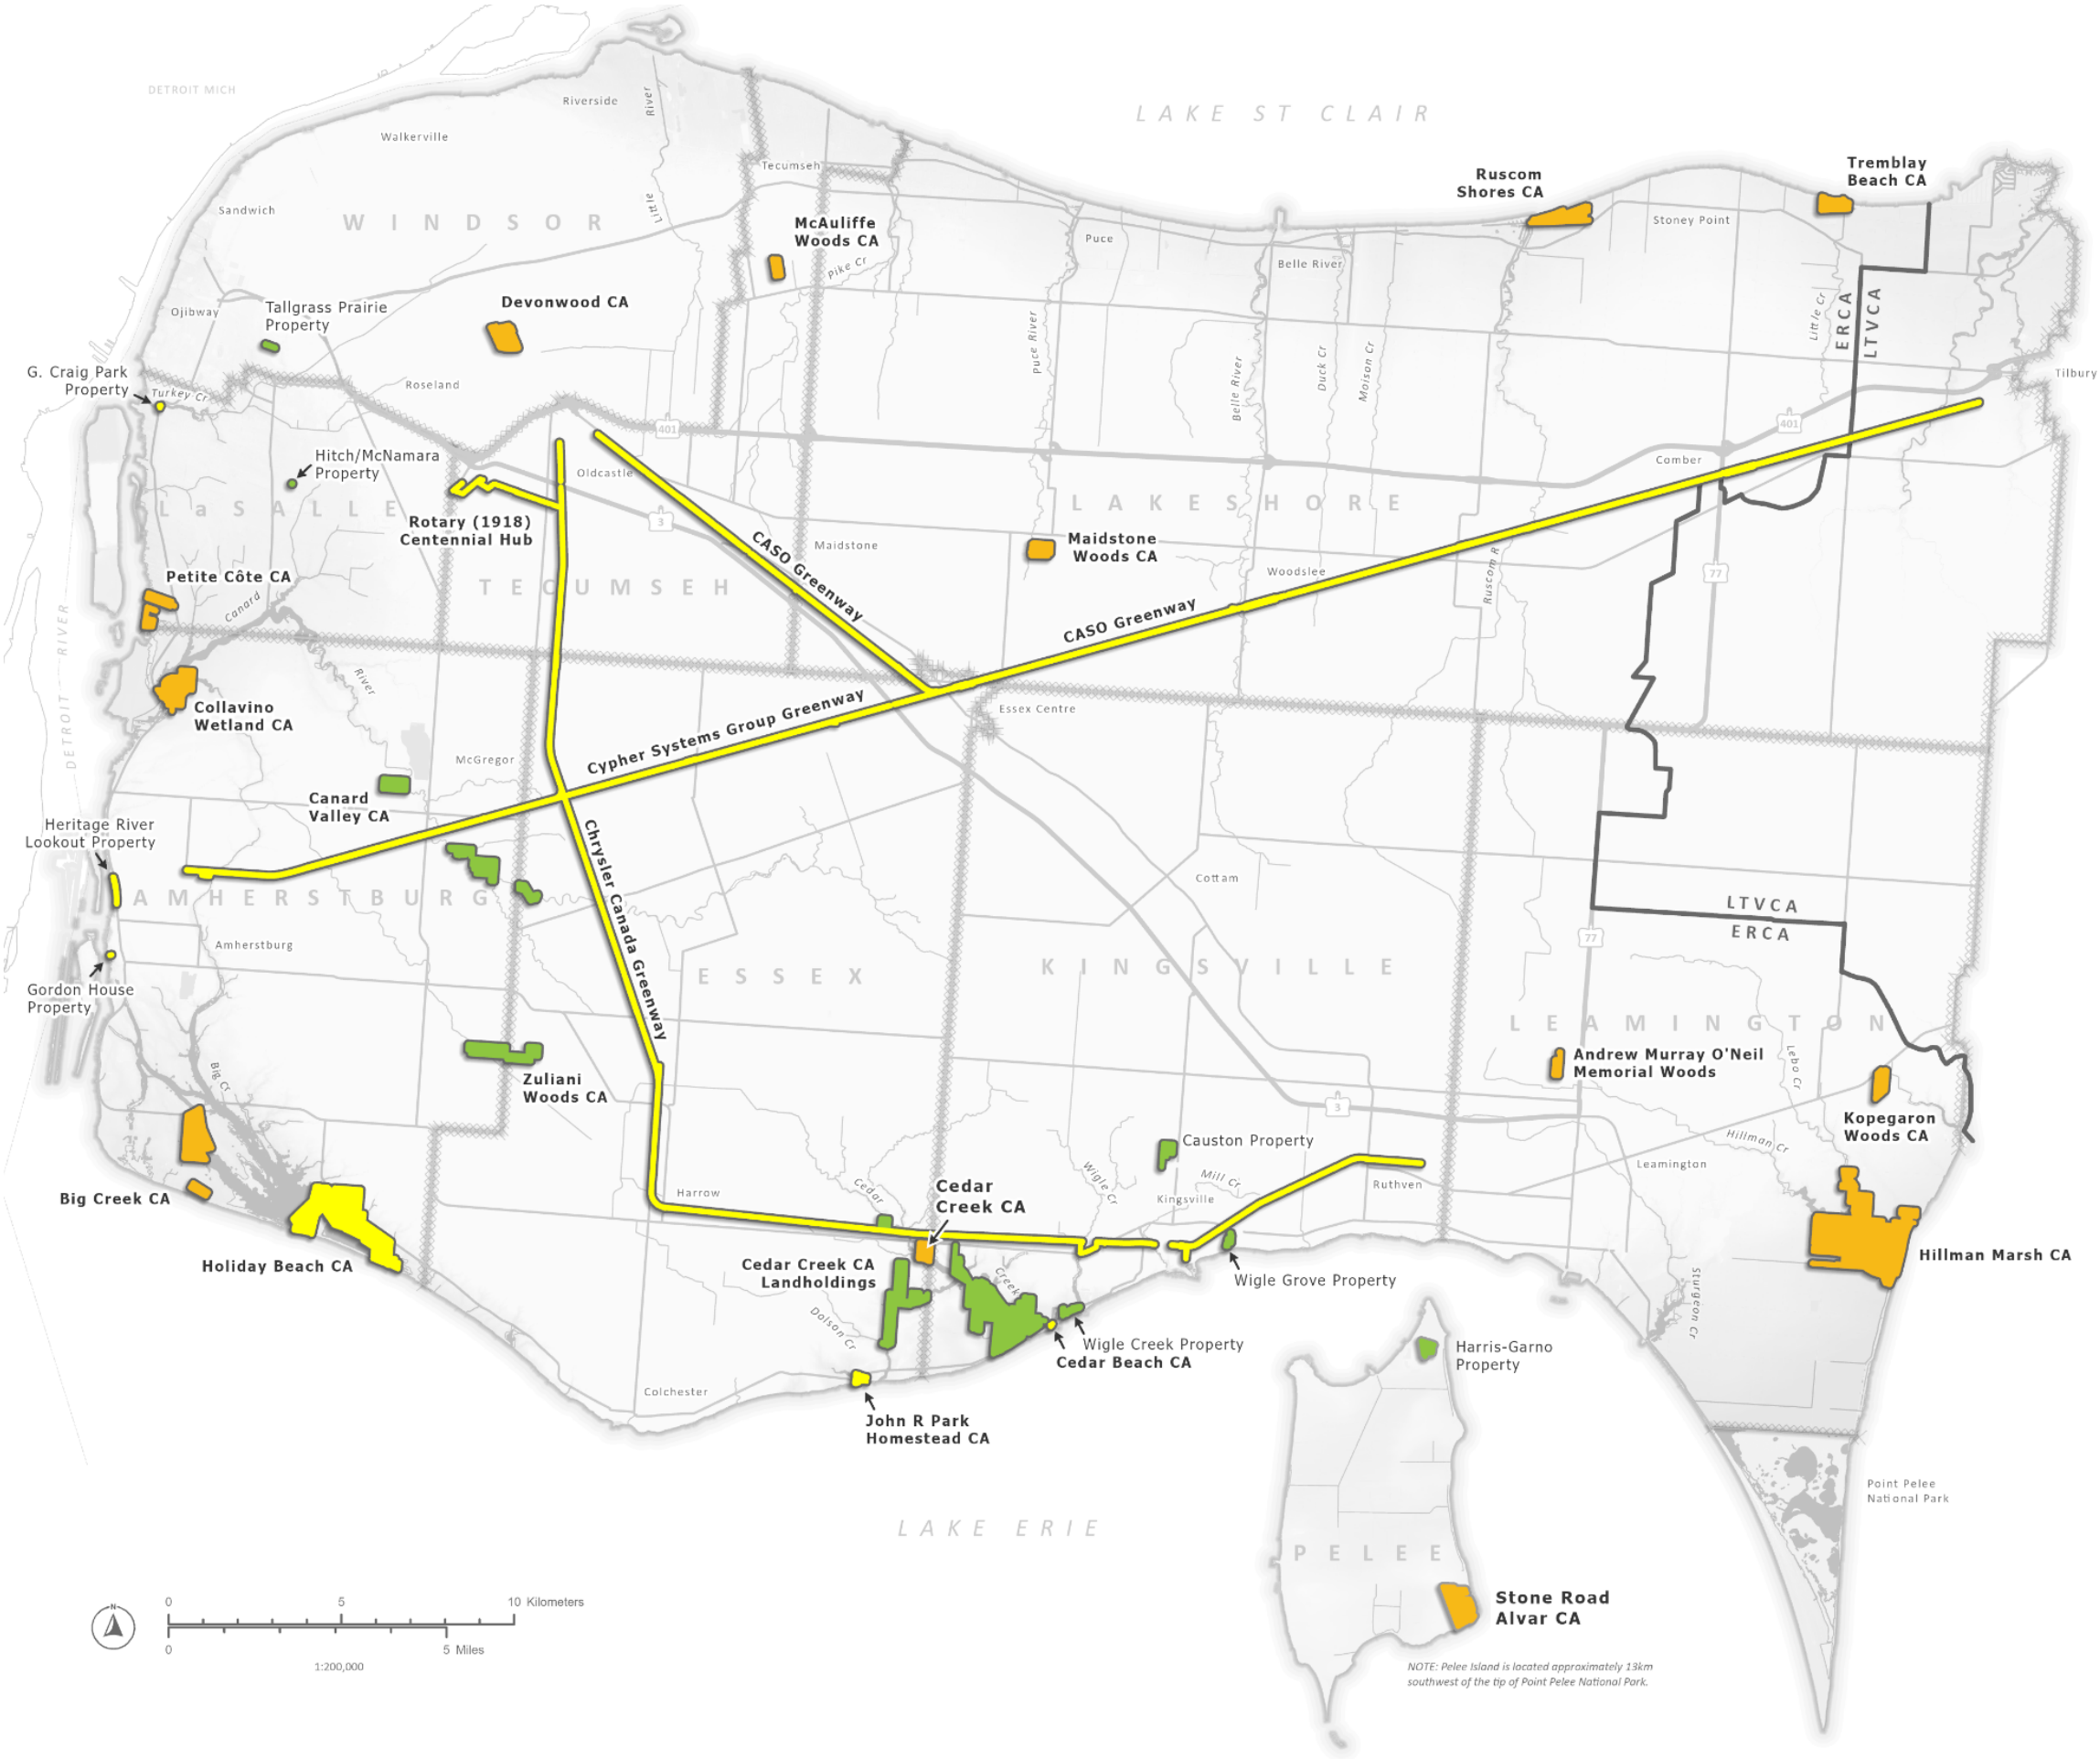 DETROIT MICH
LAKE ST CLAIR
Riverside
River
Walkerville
Tecumseh
Tremblay
Beach CA
Ruscom
Shores CA
Sandwich
WINDSOR
Little
McAuliffe
Woods CA
Pike Cr
Puce
Belle River
Stoney Point
Tallgrass Prairie
Property
Ojibway
Devonwood CA
Puce River
Belle River
Duck Cr
Moison Cr
Little Cr
ERCA
LTVCA
G. Craig Park
Property
Turkey Cr
Roseland
Tilbury
401
401
Hitch/McNamara
Property
Oldcastle
Comber
LaSALLE
LAKESHORE
Rotary (1918)
Centennial Hub
3
CASO Greenway
Maidstone
Maidstone
Woods CA
Woodslee
Ruscom R
77
Petite Côte CA
TECUMSEH
Canard
CASO Greenway
DETROIT RIVER
River
Collavino
Wetland CA
Essex Centre
Cypher Systems Group Greenway
McGregor
Canard
Valley CA
Heritage River
Lookout Property
Chrysler Canada Greenway
Cottam
AMHERSTBURG
LTVCA
ERCA
77
Amherstburg
ESSEX
KINGSVILLE
Gordon House
Property
LEAMINGTON
Big Cr
Zuliani
Woods CA
Andrew Murray O'Neil
Memorial Woods
Lebo Cr
3
Kopegaron
Woods CA
Causton Property
Hillman Cr
Leamington
Big Creek CA
Harrow
Cedar
Cedar
Creek CA
Wigle Cr
Mill Cr
Kingsville
Ruthven
Holiday Beach CA
Cedar Creek CA
Landholdings
Creek
Wigle Grove Property
Hillman Marsh CA
Sturgeon Cr
Dolson Cr
Wigle Creek Property
Cedar Beach CA
Harris-Garno
Property
Colchester
John R Park
Homestead CA
Point Pelee
National Park
LAKE ERIE
PELEE
Stone Road
Alvar CA
N
0 5 10 Kilometers
0 5 Miles
1:200,000
NOTE: Pelee Island is located approximately 13km
southwest of the tip of Point Pelee National Park.